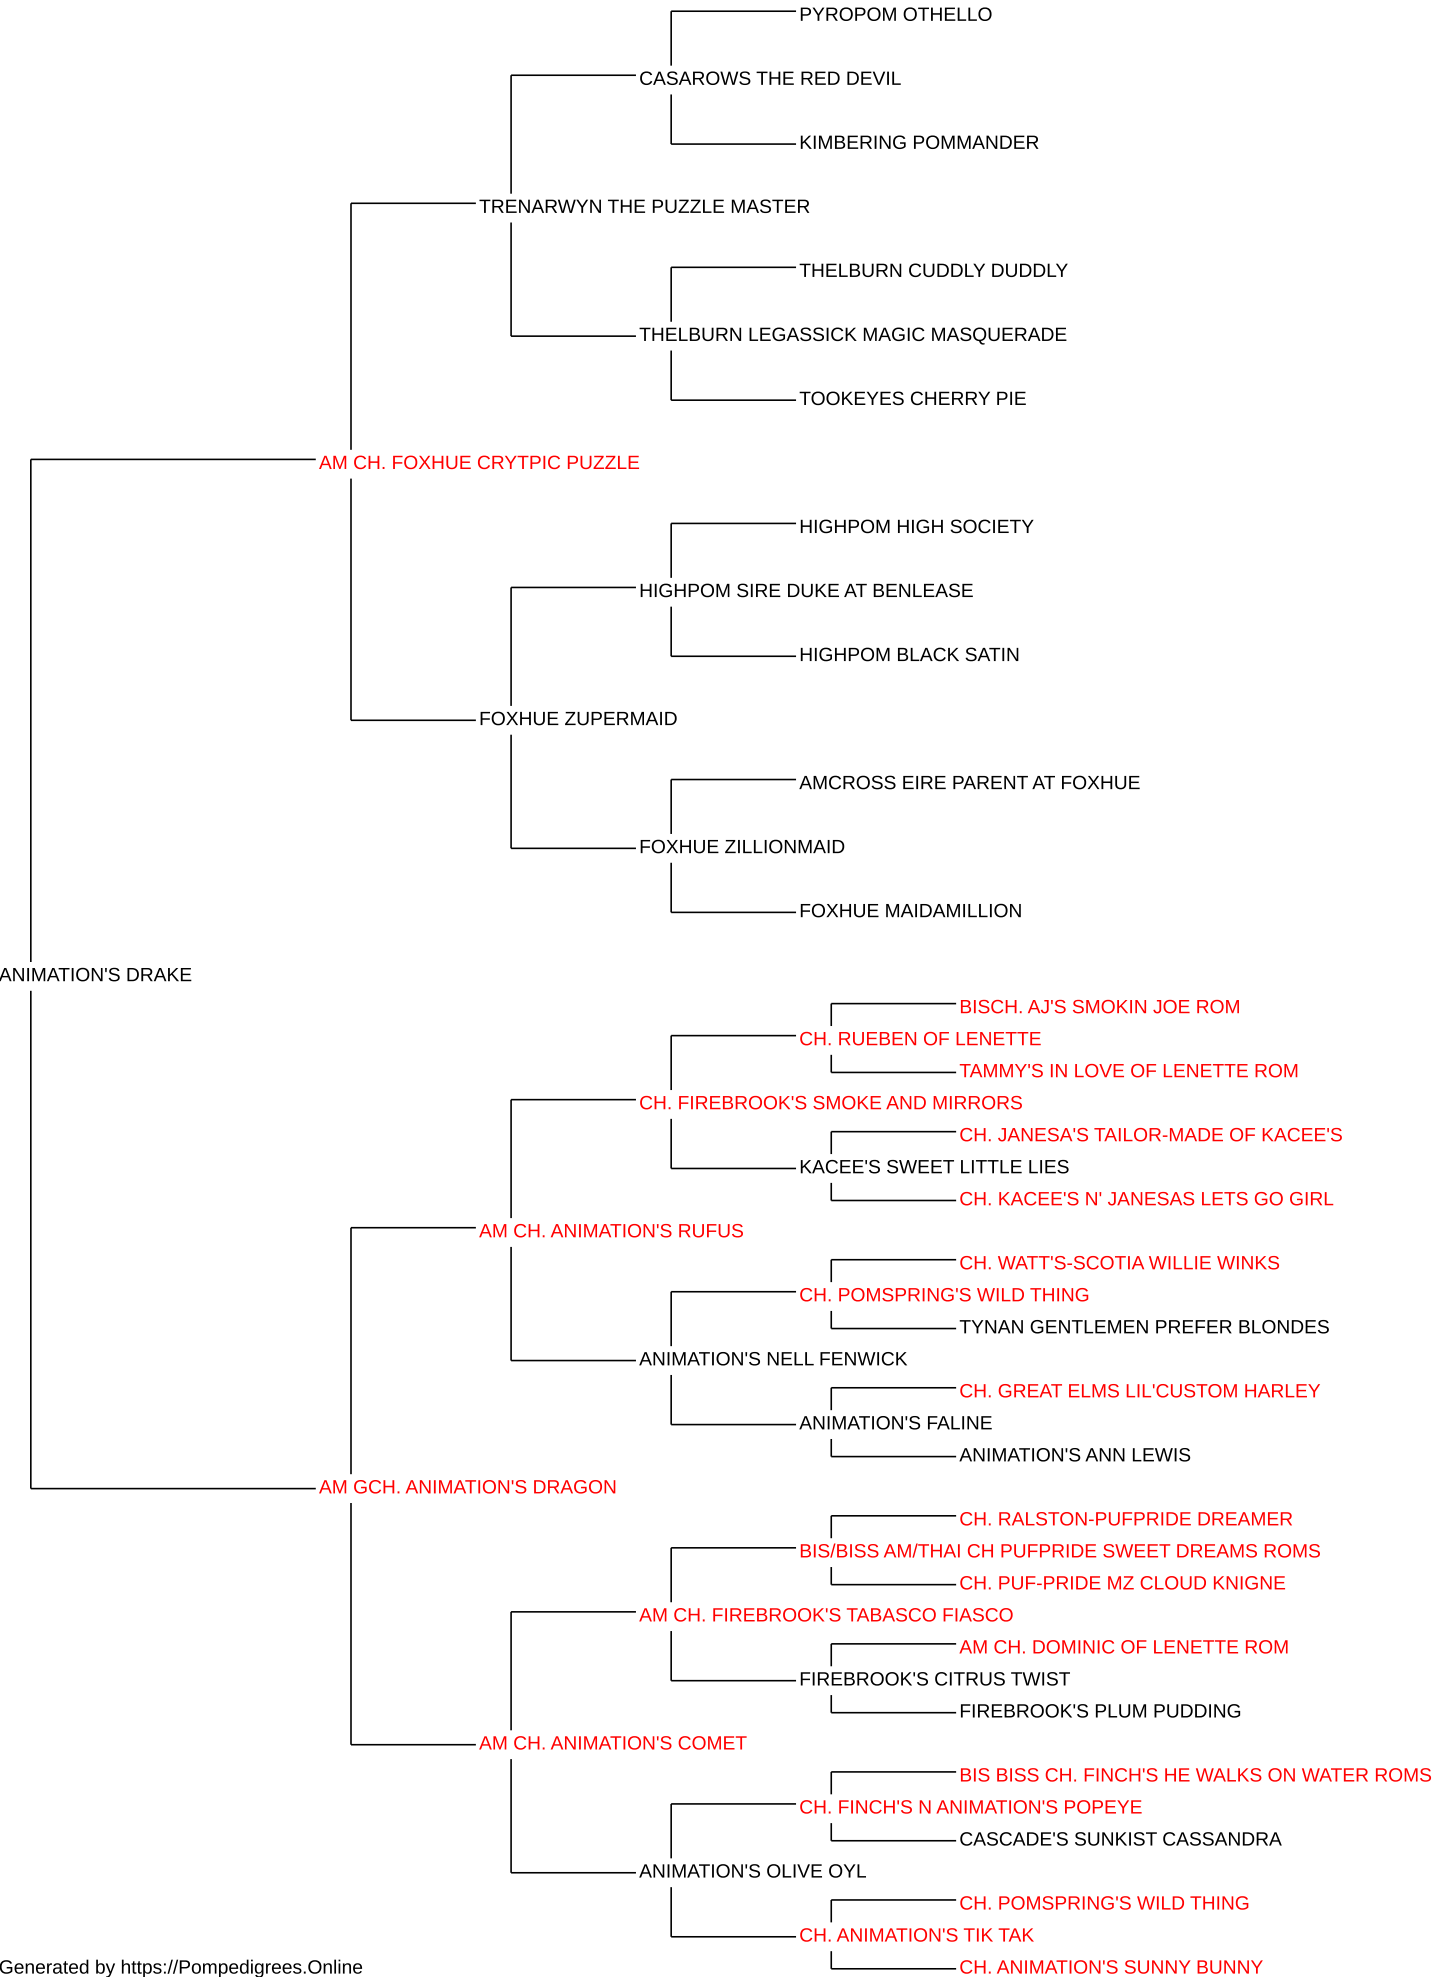 PYROPOM OTHELLO
CASAROWS THE RED DEVIL
KIMBERING POMMANDER
TRENARWYN THE PUZZLE MASTER
THELBURN CUDDLY DUDDLY
THELBURN LEGASSICK MAGIC MASQUERADE
TOOKEYES CHERRY PIE
AM CH. FOXHUE CRYTPIC PUZZLE
HIGHPOM HIGH SOCIETY
HIGHPOM SIRE DUKE AT BENLEASE
HIGHPOM BLACK SATIN
FOXHUE ZUPERMAID
AMCROSS EIRE PARENT AT FOXHUE
FOXHUE ZILLIONMAID
FOXHUE MAIDAMILLION
ANIMATION'S DRAKE
BISCH. AJ'S SMOKIN JOE ROM
CH. RUEBEN OF LENETTE
TAMMY'S IN LOVE OF LENETTE ROM
CH. FIREBROOK'S SMOKE AND MIRRORS
CH. JANESA'S TAILOR-MADE OF KACEE'S
KACEE'S SWEET LITTLE LIES
CH. KACEE'S N' JANESAS LETS GO GIRL
AM CH. ANIMATION'S RUFUS
CH. WATT'S-SCOTIA WILLIE WINKS
CH. POMSPRING'S WILD THING
TYNAN GENTLEMEN PREFER BLONDES
ANIMATION'S NELL FENWICK
CH. GREAT ELMS LIL'CUSTOM HARLEY
ANIMATION'S FALINE
ANIMATION'S ANN LEWIS
AM GCH. ANIMATION'S DRAGON
CH. RALSTON-PUFPRIDE DREAMER
BIS/BISS AM/THAI CH PUFPRIDE SWEET DREAMS ROMS
CH. PUF-PRIDE MZ CLOUD KNIGNE
AM CH. FIREBROOK'S TABASCO FIASCO
AM CH. DOMINIC OF LENETTE ROM
FIREBROOK'S CITRUS TWIST
FIREBROOK'S PLUM PUDDING
AM CH. ANIMATION'S COMET
BIS BISS CH. FINCH'S HE WALKS ON WATER ROMS
CH. FINCH'S N ANIMATION'S POPEYE
CASCADE'S SUNKIST CASSANDRA
ANIMATION'S OLIVE OYL
CH. POMSPRING'S WILD THING
CH. ANIMATION'S TIK TAK
CH. ANIMATION'S SUNNY BUNNY
Generated by https://Pompedigrees.Online